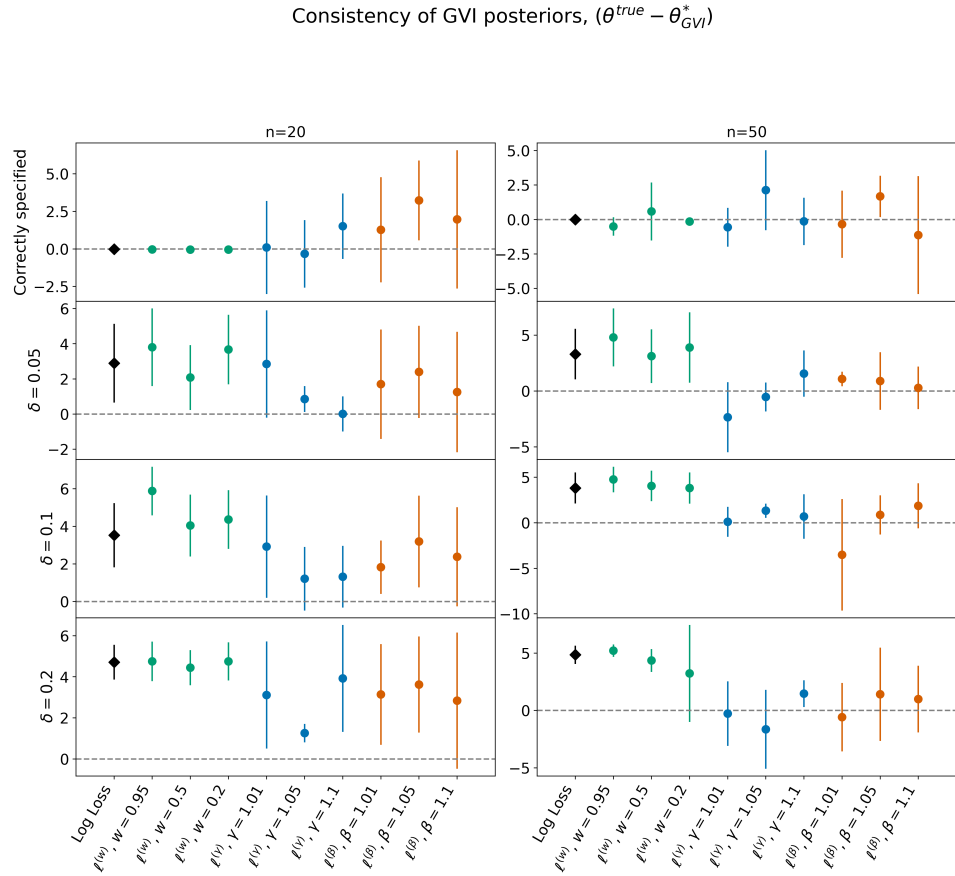 Consistency of GVI posteriors, (θ^{true} − θ^*_{GVI})
n=20
n=50
Correctly specified
5.0
2.5
0.0
−2.5
5.0
2.5
0.0
−2.5
−5.0
δ = 0.05
6
4
2
0
−2
5
0
−5
δ = 0.1
6
4
2
0
5
0
−5
−10
δ = 0.2
6
4
2
0
5
0
−5
Log Loss
ℓ^{(w)}, w = 0.95
ℓ^{(w)}, w = 0.5
ℓ^{(w)}, w = 0.2
ℓ^{(γ)}, γ = 1.01
ℓ^{(γ)}, γ = 1.05
ℓ^{(γ)}, γ = 1.1
ℓ^{(β)}, β = 1.01
ℓ^{(β)}, β = 1.05
ℓ^{(β)}, β = 1.1
Log Loss
ℓ^{(w)}, w = 0.95
ℓ^{(w)}, w = 0.5
ℓ^{(w)}, w = 0.2
ℓ^{(γ)}, γ = 1.01
ℓ^{(γ)}, γ = 1.05
ℓ^{(γ)}, γ = 1.1
ℓ^{(β)}, β = 1.01
ℓ^{(β)}, β = 1.05
ℓ^{(β)}, β = 1.1